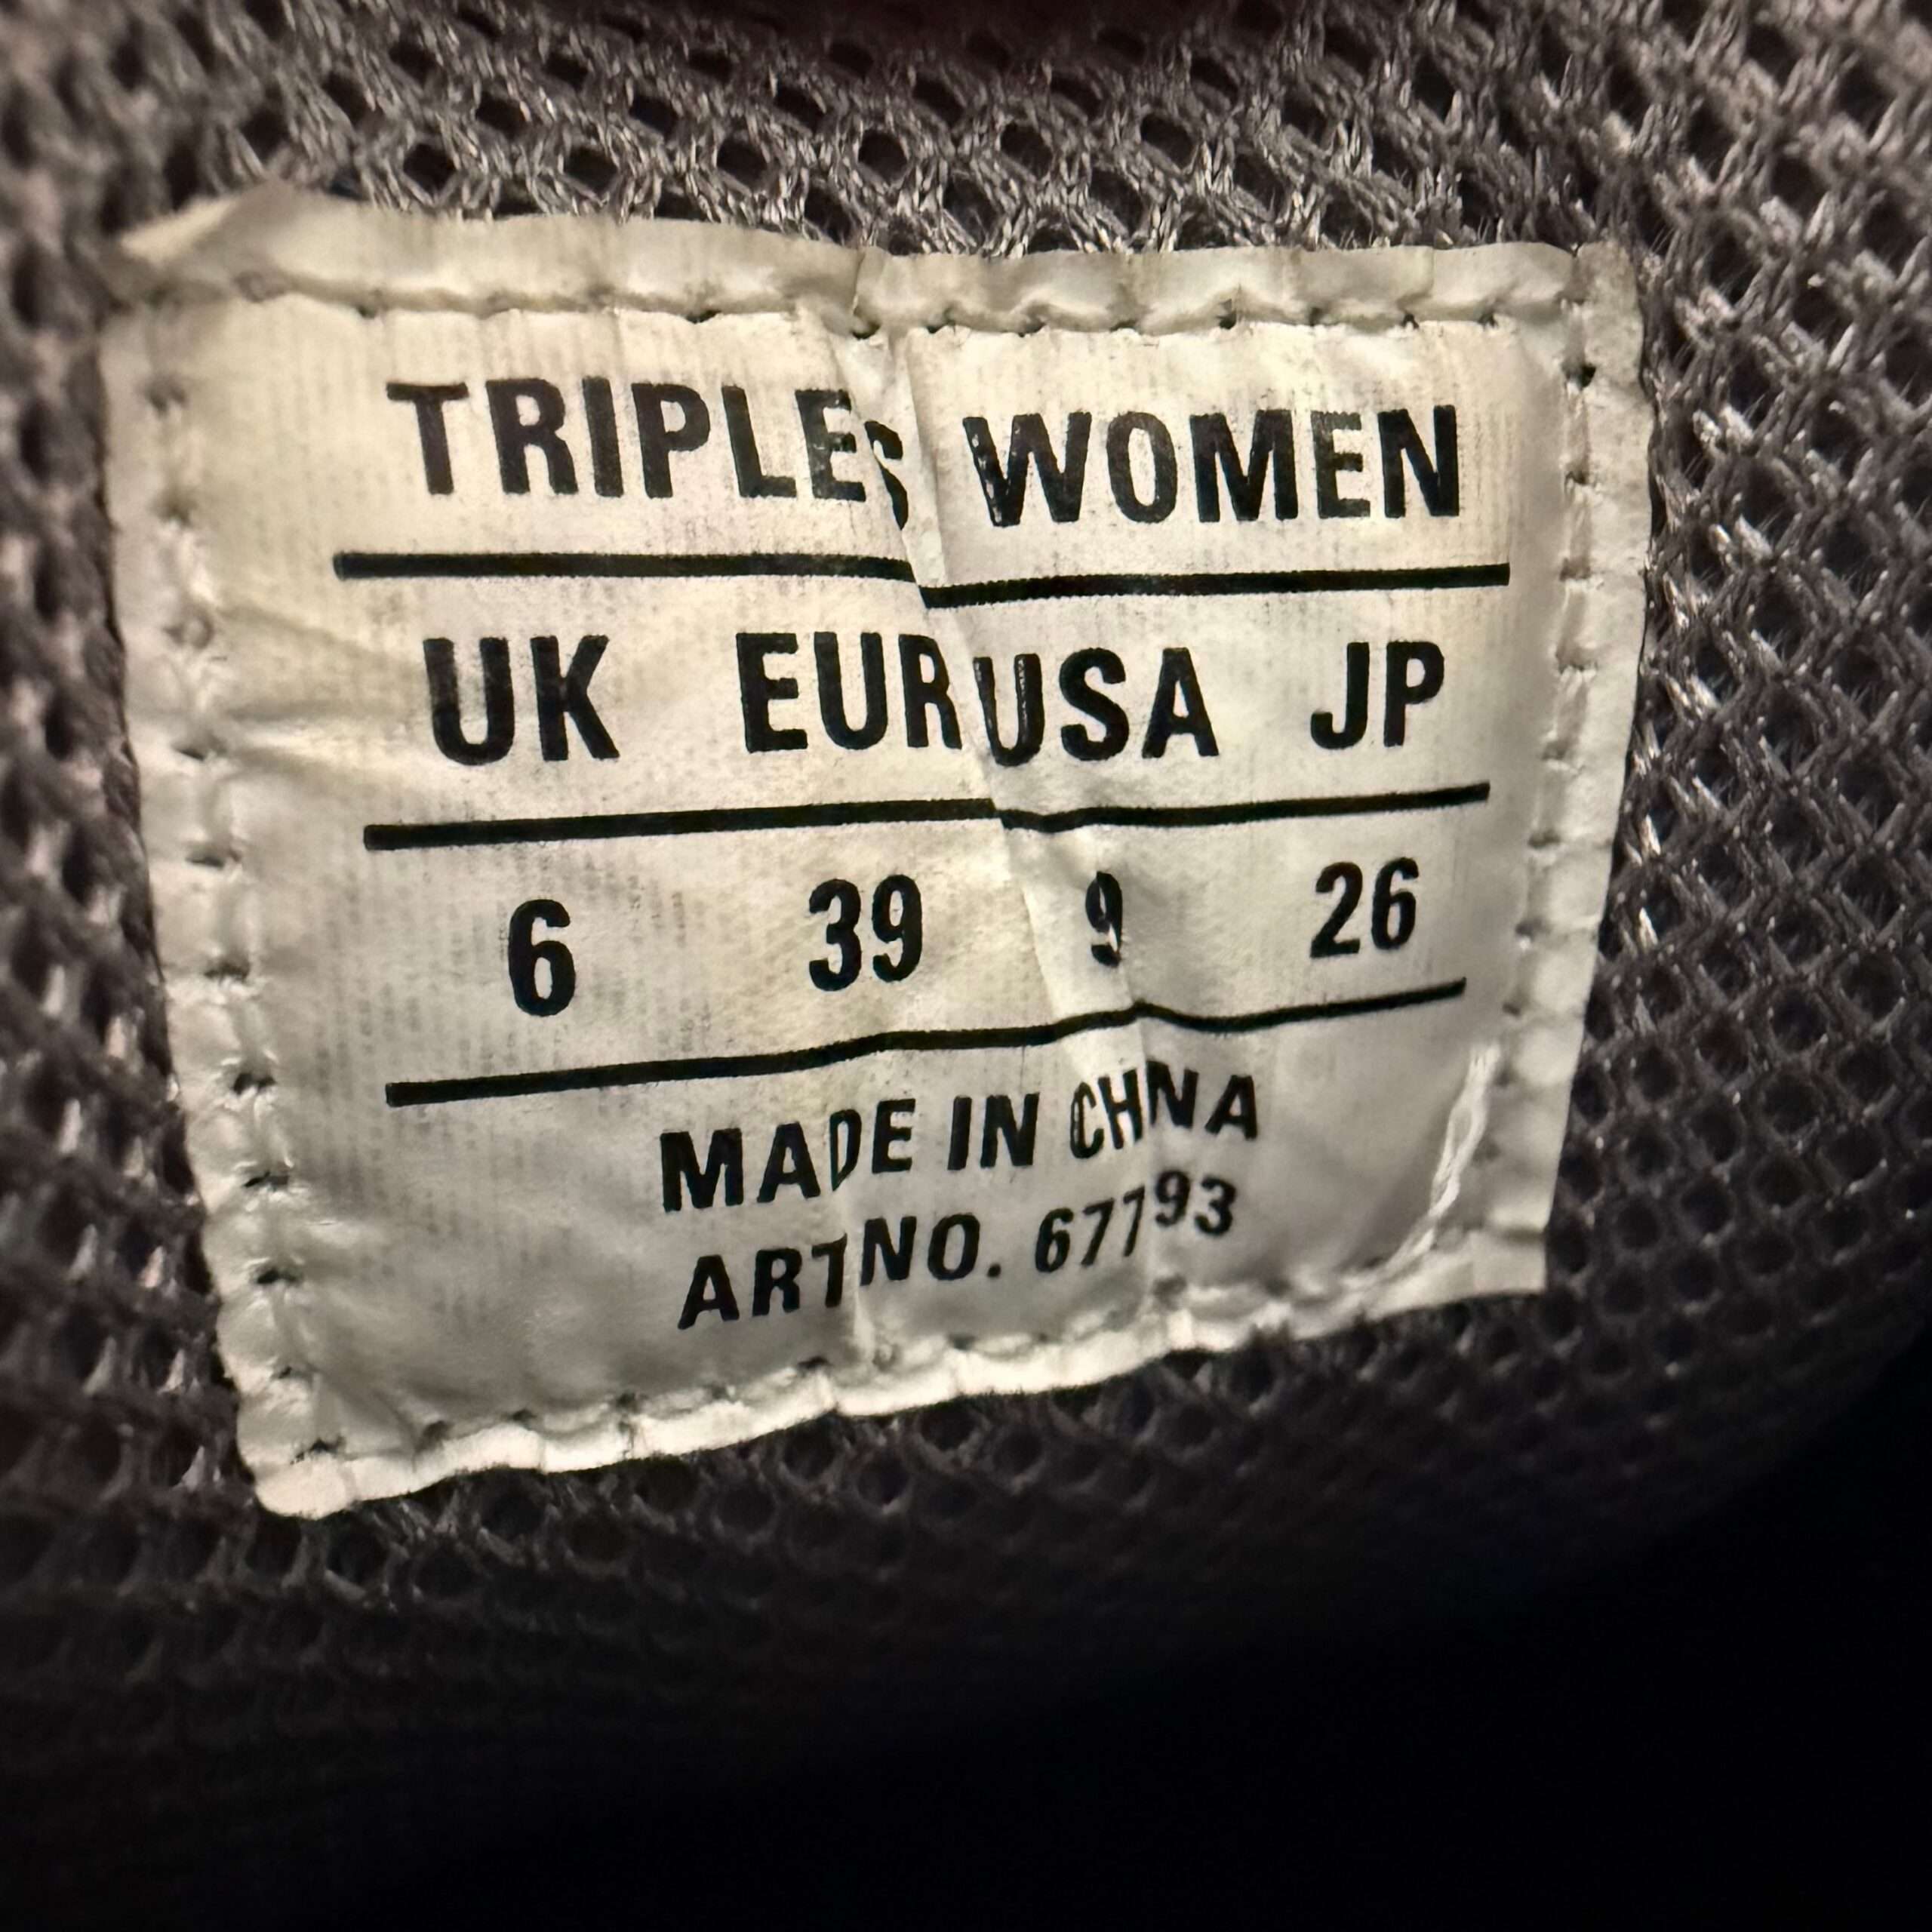 TRIPLES WOMEN
UK EUR USA JP
6 39 9 26
MADE IN CHINA
ARTNO. 67793